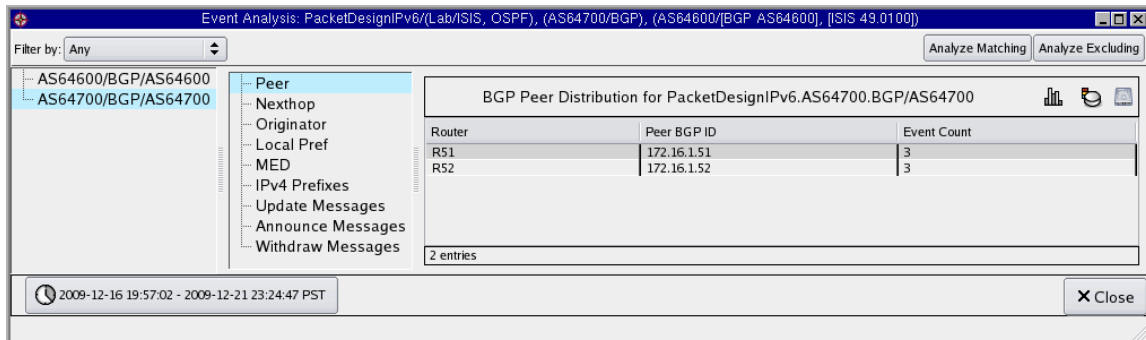 Event Analysis: PacketDesignIPv6/(Lab/ISIS, OSPF), (AS64700/BGP), (AS64600/[BGP AS64600], [ISIS 49.0100])
Filter by: Any
Analyze Matching
Analyze Excluding
AS64600/BGP/AS64600
AS64700/BGP/AS64700
Peer
Nexthop
Originator
Local Pref
MED
IPv4 Prefixes
Update Messages
Announce Messages
Withdraw Messages
BGP Peer Distribution for PacketDesignIPv6.AS64700.BGP/AS64700
Router Peer BGP ID Event Count
R51 172.16.1.51 3
R52 172.16.1.52 3
2 entries
2009-12-16 19:57:02 - 2009-12-21 23:24:47 PST
Close